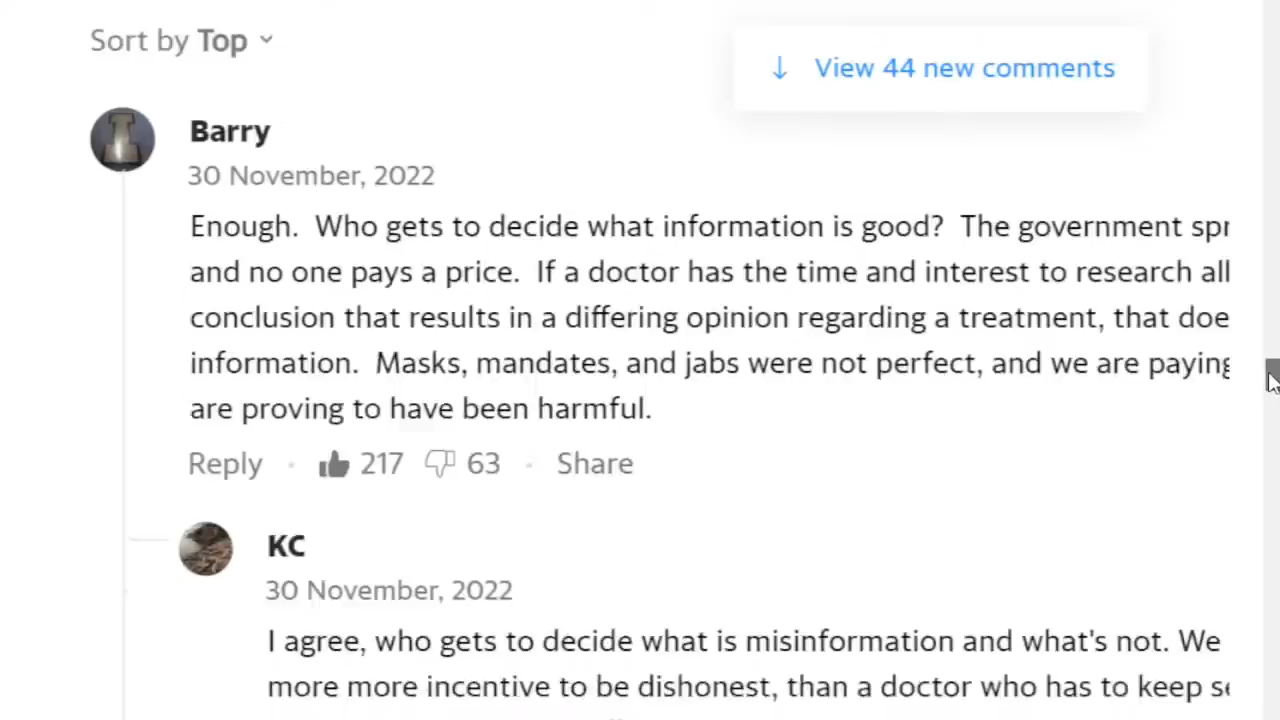 Sort by Top
View 44 new comments
Barry
30 November, 2022
Enough. Who gets to decide what information is good? The government
and no one pays a price. If a doctor has the time and interest to research all
conclusion that results in a differing opinion regarding a treatment, that
information. Masks, mandates, and jabs were not perfect, and we are paying
are proving to have been harmful.
Reply · 217 63 · Share
KC
30 November, 2022
I agree, who gets to decide what is misinformation and what's not. We
more more incentive to be dishonest, than a doctor who has to keep